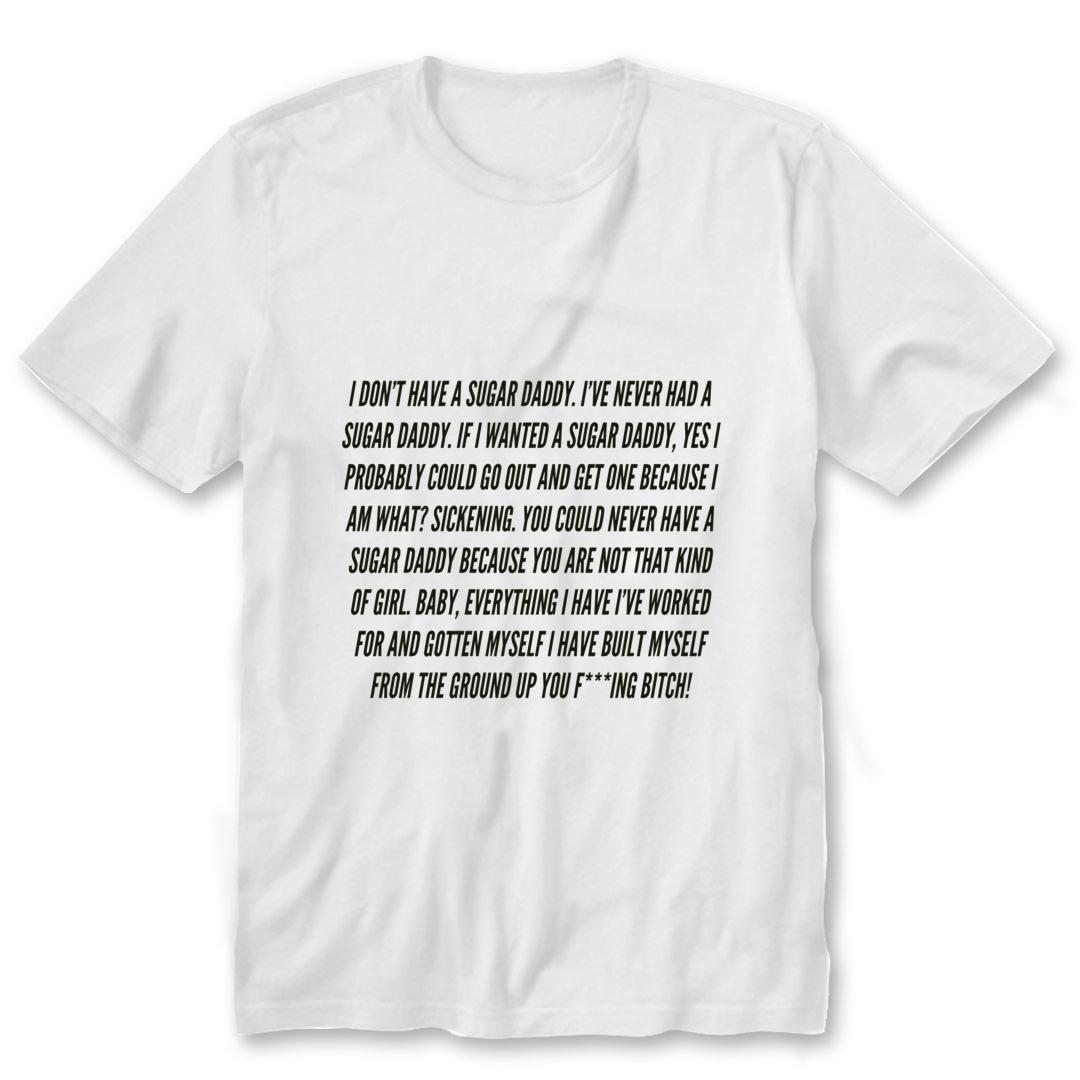 I DON'T HAVE A SUGAR DADDY. I'VE NEVER HAD A
SUGAR DADDY. IF I WANTED A SUGAR DADDY, YES I
PROBABLY COULD GO OUT AND GET ONE BECAUSE I
AM WHAT? SICKENING. YOU COULD NEVER HAVE A
SUGAR DADDY BECAUSE YOU ARE NOT THAT KIND
OF GIRL. BABY, EVERYTHING I HAVE I'VE WORKED
FOR AND GOTTEN MYSELF I HAVE BUILT MYSELF
FROM THE GROUND UP YOU F***ING BITCH!